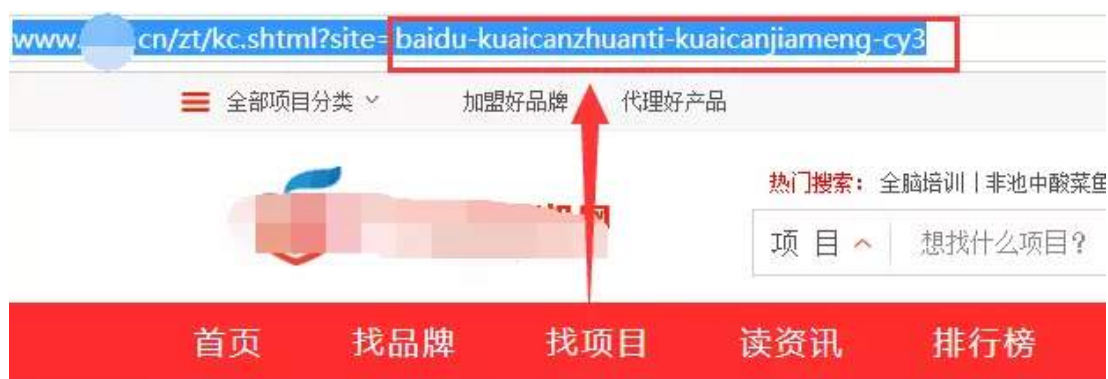 www. cn/zt/kc.shtml?site=baidu-kuaicanzhuanti-kuaicanjiameng-cy3
全部项目分类 加盟好品牌 代理好产品
热门搜索： 全脑培训 | 非池中酸菜鱼
项 目 想找什么项目？
首页 找品牌 找项目 读资讯 排行榜